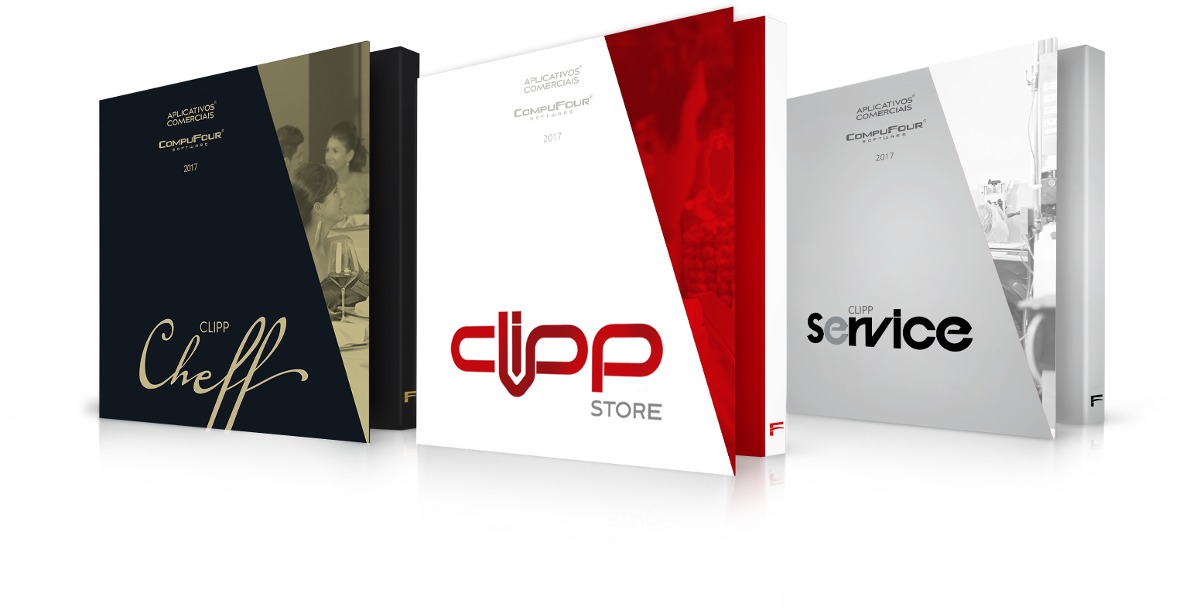 APLICATIVOS®
COMERCIAIS
COMPUFOUR®
SOFTWARE
2017
CLIPP
Cheff
F
APLICATIVOS®
COMERCIAIS
COMPUFOUR®
SOFTWARE
2017
clipp
STORE
F
APLICATIVOS®
COMERCIAIS
COMPUFOUR®
SOFTWARE
2017
CLIPP
service
F